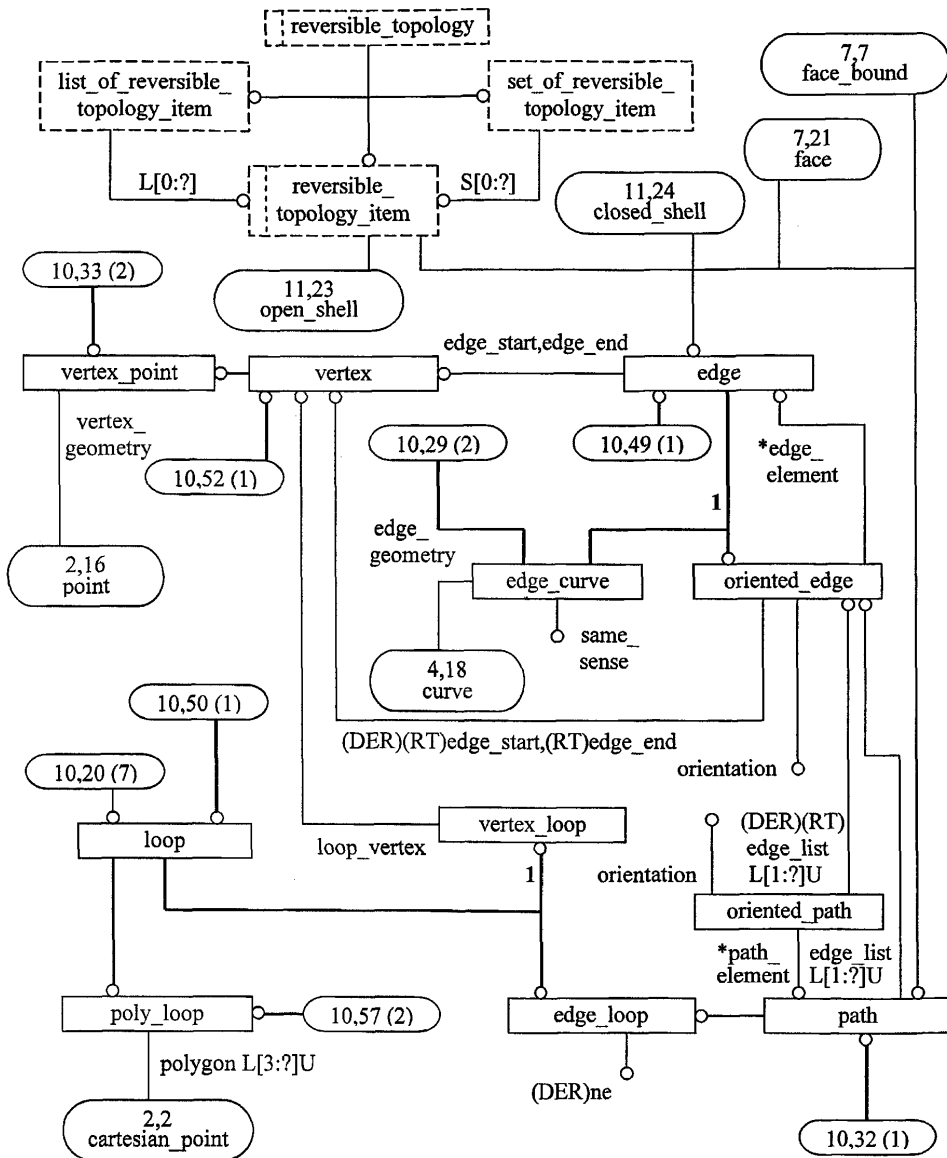 reversible_topology
list_of_reversible_
topology_item
set_of_reversible_
topology_item
7,7
face_bound
7,21
face
L[0:?]
reversible_
topology_item
S[0:?]
11,24
closed_shell
10,33 (2)
11,23
open_shell
edge_start,edge_end
vertex_point
vertex
edge
vertex_
geometry
10,52 (1)
10,29 (2)
10,49 (1)
*edge_
element
1
edge_
geometry
2,16
point
edge_curve
oriented_edge
same_
sense
4,18
curve
10,50 (1)
(DER)(RT)edge_start,(RT)edge_end
10,20 (7)
orientation
loop
vertex_loop
loop_vertex
(DER)(RT)
edge_list
L[1:?]U
1
orientation
oriented_path
*path_
element
edge_list
L[1:?]U
poly_loop
10,57 (2)
edge_loop
path
polygon L[3:?]U
(DER)ne
2,2
cartesian_point
10,32 (1)